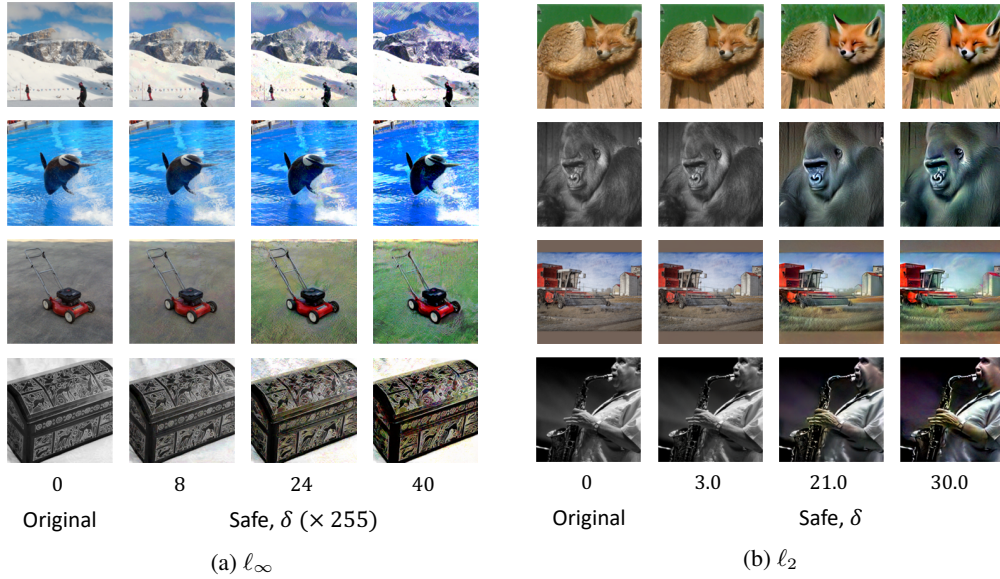 0 8 24 40
Original Safe, δ (× 255)
(a) ℓ∞
0 3.0 21.0 30.0
Original Safe, δ
(b) ℓ2